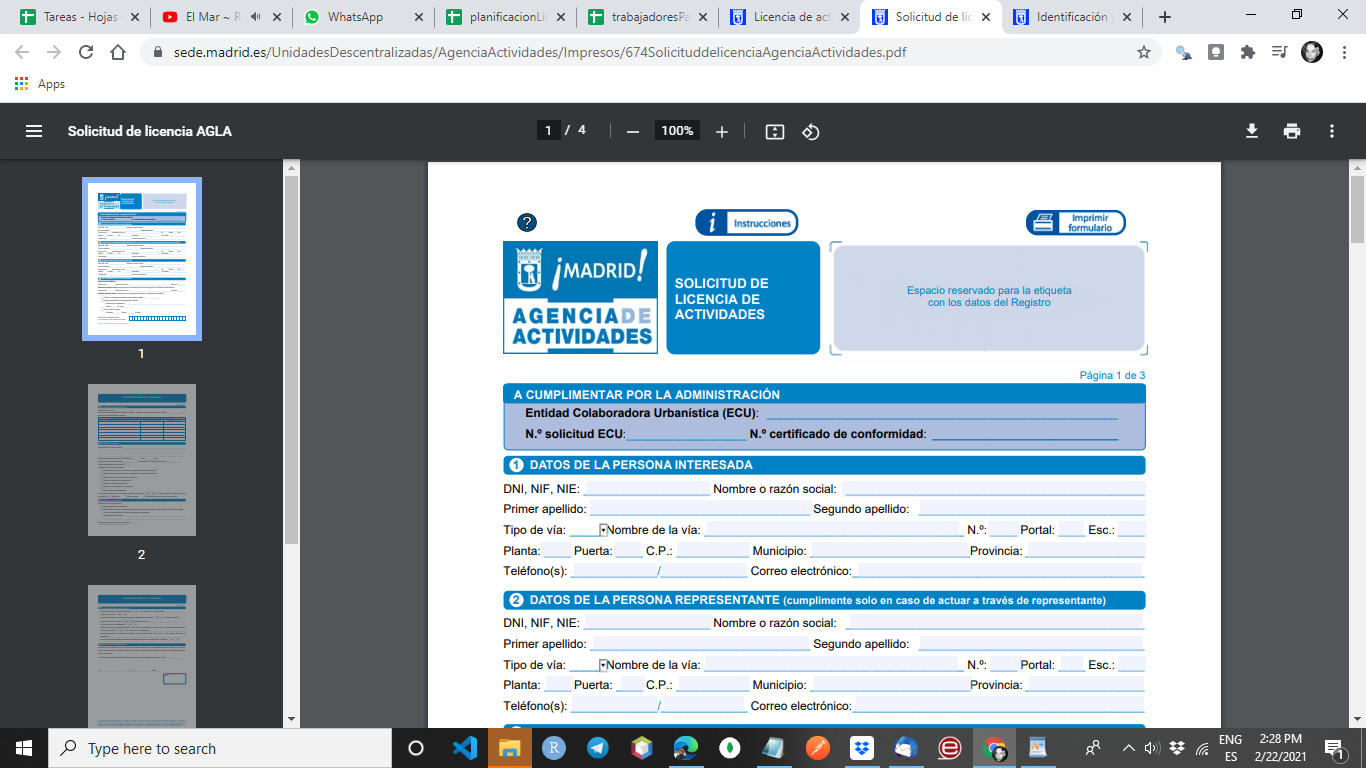 Tareas - Hojas
El Mar ~ R
WhatsApp
planificacionLi
trabajadoresPa
Licencia de act
Solicitud de lic
Identificación
sede.madrid.es/UnidadesDescentralizadas/AgenciaActividades/Impresos/674SolicituddelicenciaAgenciaActividades.pdf
Apps
Solicitud de licencia AGLA
1 / 4
100%
1
2
?
i Instrucciones
Imprimir
formulario
¡MADRID!
AGENCIA DE
ACTIVIDADES
SOLICITUD DE
LICENCIA DE
ACTIVIDADES
Espacio reservado para la etiqueta
con los datos del Registro
Página 1 de 3
A CUMPLIMENTAR POR LA ADMINISTRACIÓN
Entidad Colaboradora Urbanística (ECU):
N.º solicitud ECU: N.º certificado de conformidad:
1 DATOS DE LA PERSONA INTERESADA
DNI, NIF, NIE: Nombre o razón social:
Primer apellido: Segundo apellido:
Tipo de vía: Nombre de la vía: N.º: Portal: Esc.:
Planta: Puerta: C.P.: Municipio: Provincia:
Teléfono(s): / Correo electrónico:
2 DATOS DE LA PERSONA REPRESENTANTE (cumplimente solo en caso de actuar a través de representante)
DNI, NIF, NIE: Nombre o razón social:
Primer apellido: Segundo apellido:
Tipo de vía: Nombre de la vía: N.º: Portal: Esc.:
Planta: Puerta: C.P.: Municipio: Provincia:
Teléfono(s): / Correo electrónico:
Type here to search
ENG
ES
2:28 PM
2/22/2021
1